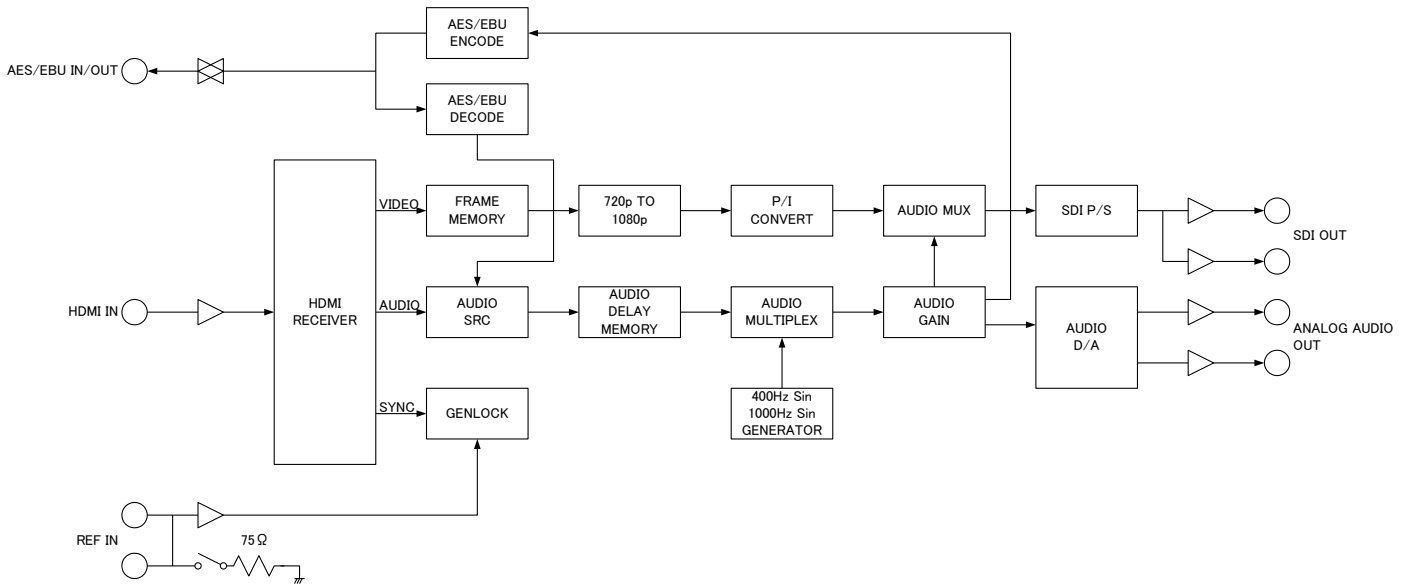 AES/EBU
ENCODE
AES/EBU IN/OUT
AES/EBU
DECODE
VIDEO
FRAME
MEMORY
720p TO
1080p
P/I
CONVERT
AUDIO MUX
SDI P/S
SDI OUT
HDMI IN
HDMI
RECEIVER
AUDIO
AUDIO
SRC
AUDIO
DELAY
MEMORY
AUDIO
MULTIPLEX
AUDIO
GAIN
AUDIO
D/A
ANALOG AUDIO
OUT
SYNC
GENLOCK
400Hz Sin
1000Hz Sin
GENERATOR
REF IN
75Ω